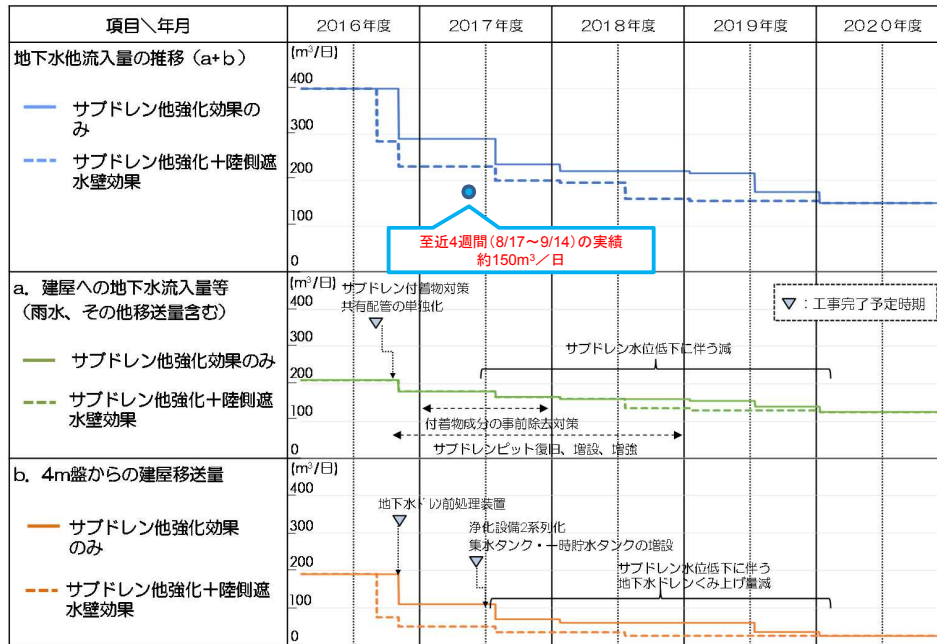 項目＼年月
2016年度
2017年度
2018年度
2019年度
2020年度
地下水他流入量の推移（a+b）
サブドレン他強化効果の
み
サブドレン他強化＋陸側遮
水壁効果
(m³/日)
400
300
200
100
0
至近4週間(8/17～9/14)の実績
約150m³／日
a．建屋への地下水流入量等
（雨水、その他移送量含む）
サブドレン他強化効果のみ
サブドレン他強化＋陸側遮
水壁効果
(m³/日)
400
300
200
100
0
サブドレン付着物対策
共有配管の単独化
：工事完了予定時期
サブドレン水位低下に伴う減
付着物成分の事前除去対策
サブドレンピット復旧、増設、増強
b．4m盤からの建屋移送量
サブドレン他強化効果
のみ
サブドレン他強化＋陸側遮
水壁効果
(m³/日)
400
300
200
100
0
地下水ドレン前処理装置
浄化設備2系列化
集水タンク・一時貯水タンクの増設
サブドレン水位低下に伴う
地下水ドレンくみ上げ量減